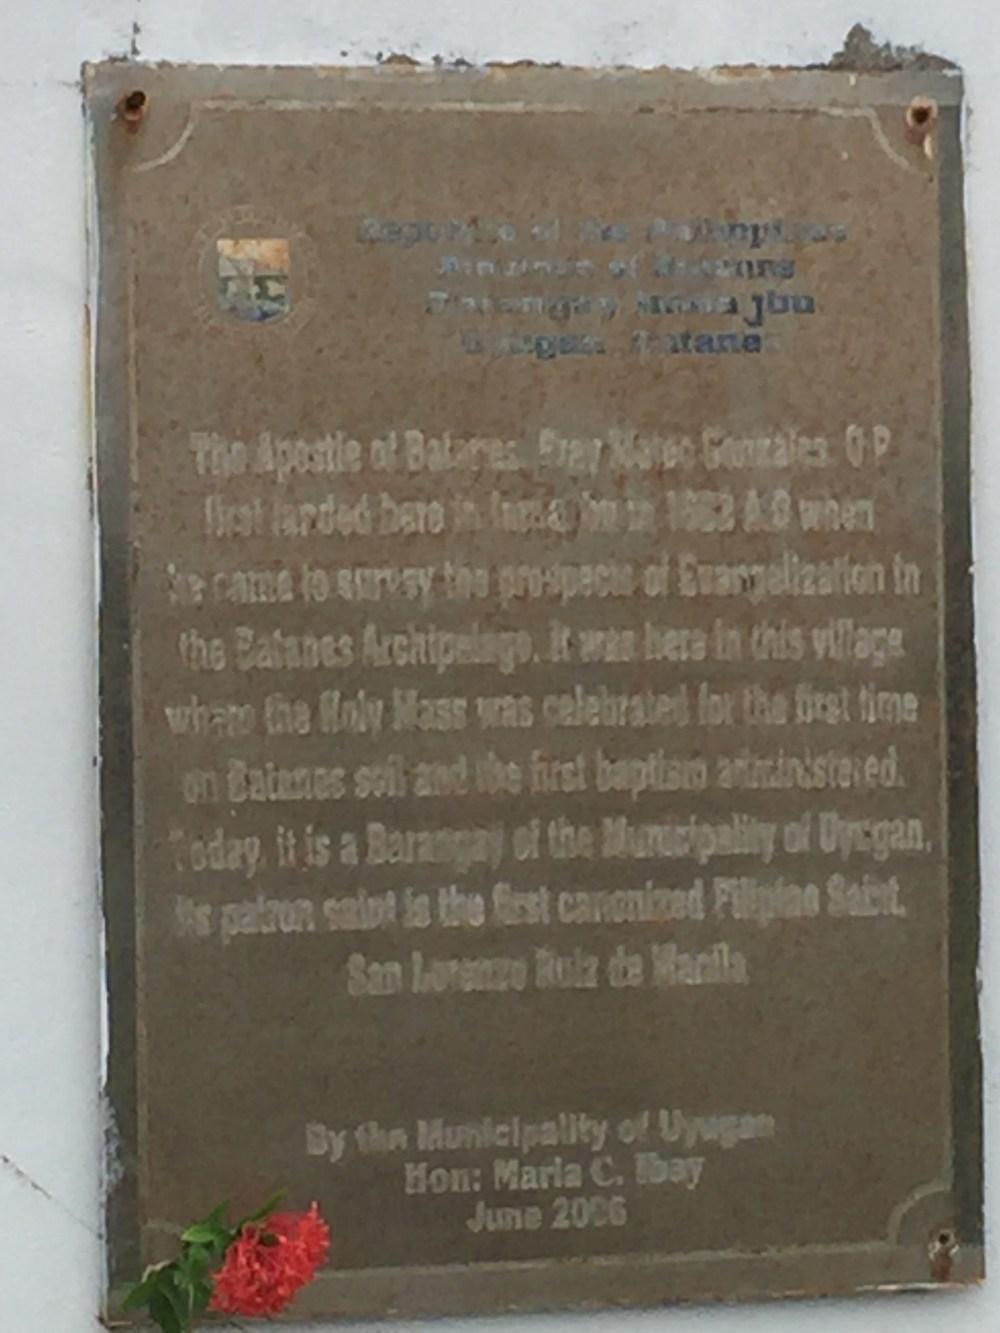 Republic of the Philippines
Province of Batanes
Barangay Imnajbu
Uyugan, Batanes
The Apostle of Batanes, Fray Mateo Gonzales, O.P.
first landed here in Imnajbu in 1682 A.D when
he came to survey the prospects of Evangelization in
the Batanes Archipelago. It was here in this village
where the Holy Mass was celebrated for the first time
on Batanes soil and the first baptism administered.
Today, it is a Barangay of the Municipality of Uyugan.
Its patron saint is the first canonized Filipino Saint,
San Lorenzo Ruiz de Manila
By the Municipality of Uyugan
Hon: Maria C. Ibay
June 2006